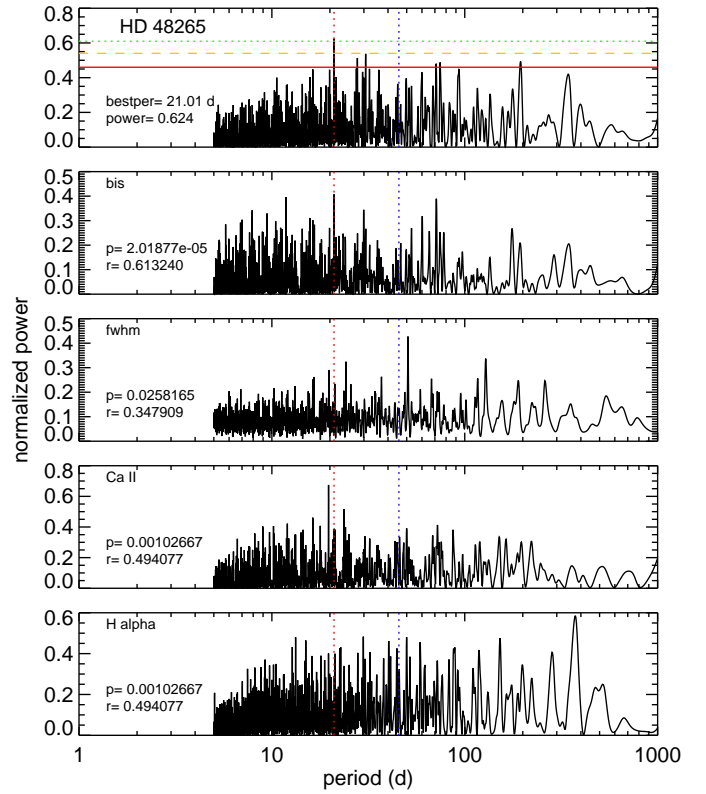 HD 48265
0.8
0.6
0.4
0.2
0.0
bestper= 21.01 d
power= 0.624
0.5
0.4
0.3
0.2
0.1
0.0
bis
p= 2.01877e-05
r= 0.613240
0.5
0.4
0.3
0.2
0.1
0.0
fwhm
p= 0.0258165
r= 0.347909
0.8
0.6
0.4
0.2
0.0
Ca II
p= 0.00102667
r= 0.494077
0.6
0.4
0.2
0.0
H alpha
p= 0.00102667
r= 0.494077
1 10 100 1000
period (d)
normalized power